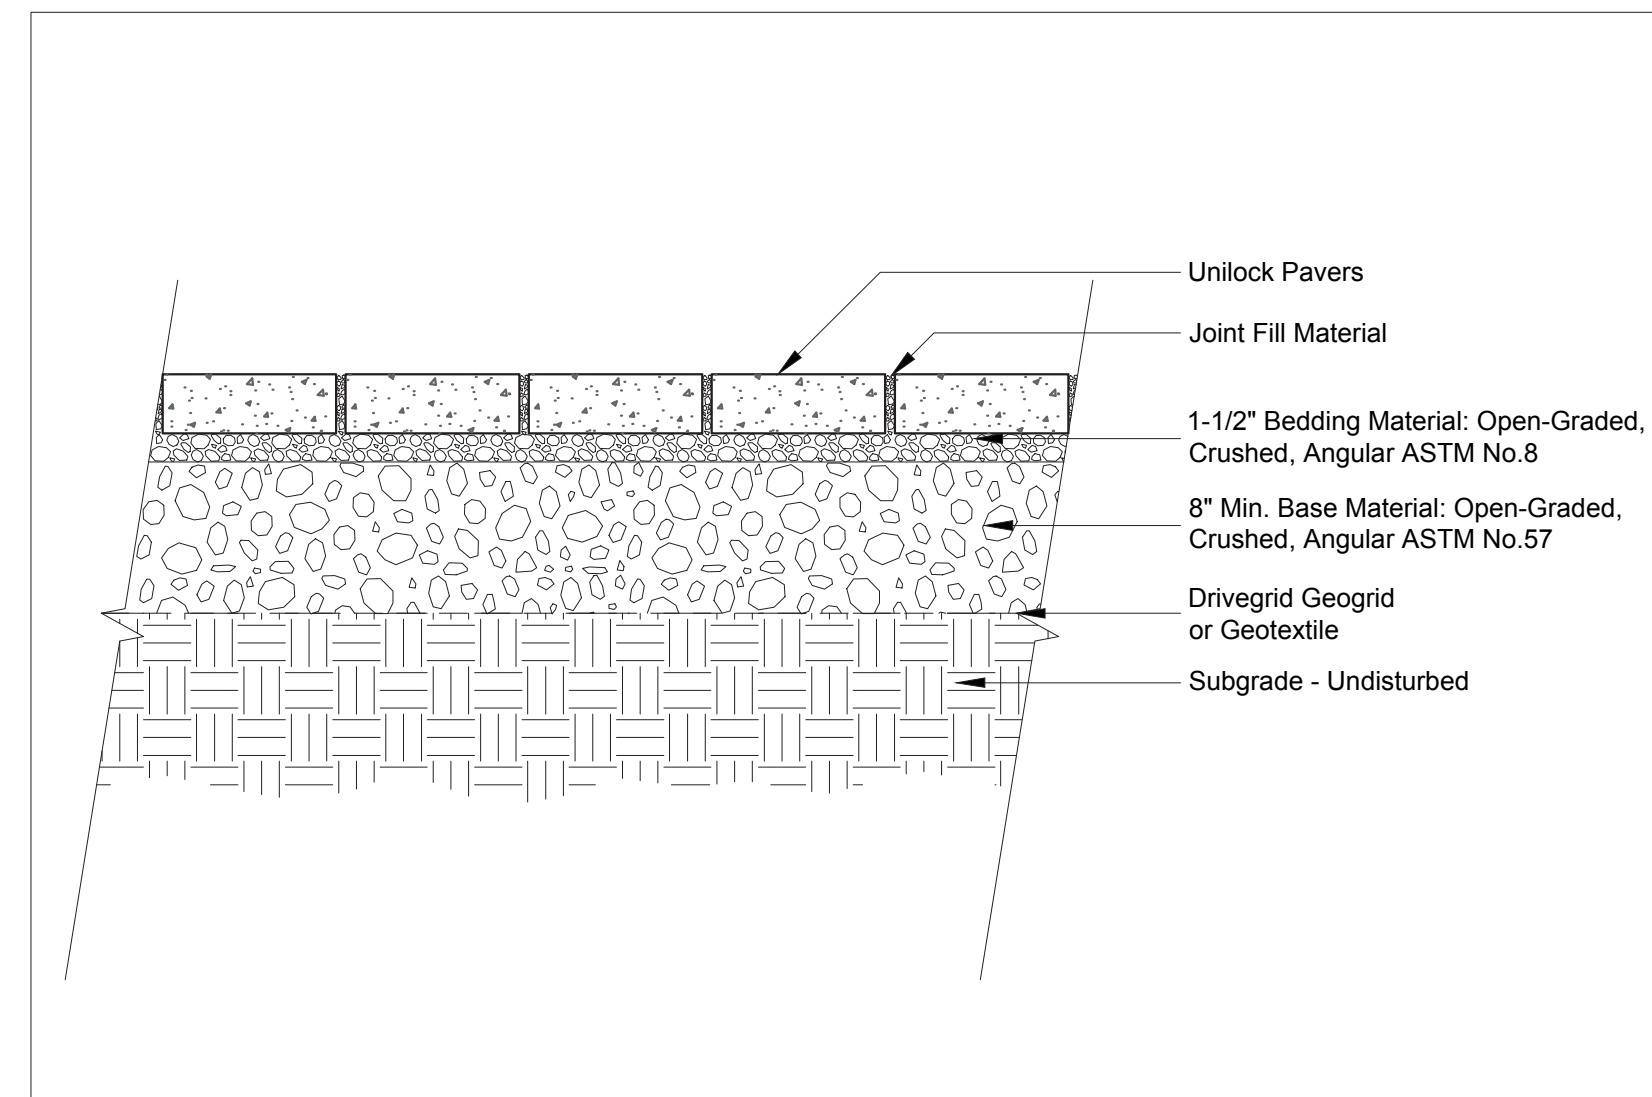 Unilock Pavers
Joint Fill Material
1-1/2" Bedding Material: Open-Graded,
Crushed, Angular ASTM No.8
8" Min. Base Material: Open-Graded,
Crushed, Angular ASTM No.57
Drivegrid Geogrid
or Geotextile
Subgrade - Undisturbed